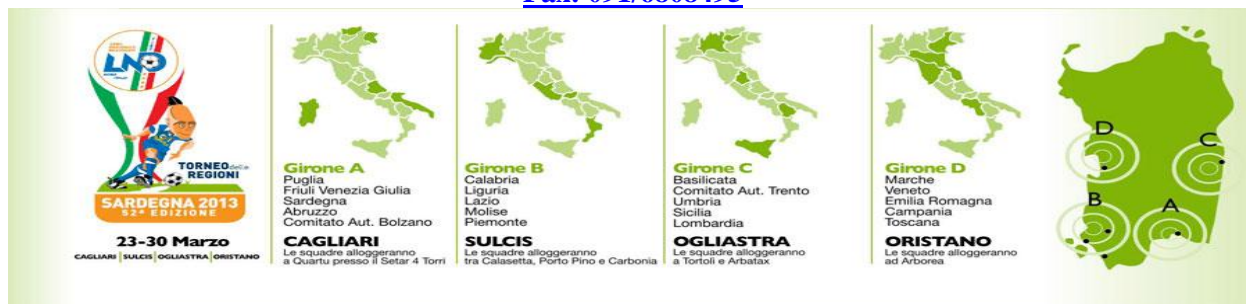 Fax. 091/6808498
LND
TORNEO delle
REGIONI
SARDEGNA 2013
52ª EDIZIONE
23-30 Marzo
CAGLIARI | SULCIS | OGLIASTRA | ORISTANO
Girone A
Puglia
Friuli Venezia Giulia
Sardegna
Abruzzo
Comitato Aut. Bolzano
CAGLIARI
Le squadre alloggeranno
a Quartu presso il Setar 4 Torri
Girone B
Calabria
Liguria
Lazio
Molise
Piemonte
SULCIS
Le squadre alloggeranno
tra Calasetta, Porto Pino e Carbonia
Girone C
Basilicata
Comitato Aut. Trento
Umbria
Sicilia
Lombardia
OGLIASTRA
Le squadre alloggeranno
a Tortolì e Arbatax
Girone D
Marche
Veneto
Emilia Romagna
Campania
Toscana
ORISTANO
Le squadre alloggeranno
ad Arborea
D
C
B
A